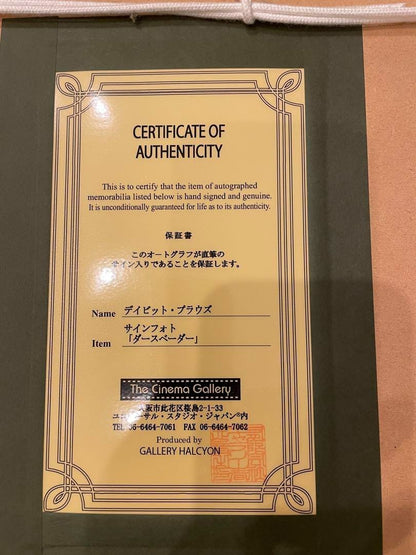 CERTIFICATE OF
AUTHENTICITY
This is to certify that the item of autographed
memorabilia listed below is hand signed and genuine.
It is unconditionally guaranteed for life as to its authenticity.
保証書
このオートグラフが直筆の
サイン入りであることを保証します。
Name デイビット・プラウズ
サインフォト
Item 「ダースベーダー」
The Cinema Gallery
大阪市此花区桜島2-1-33
ユニバーサル・スタジオ・ジャパン®内
TEL 06-6464-7061 FAX 06-6464-7062
Produced by
GALLERY HALCYON